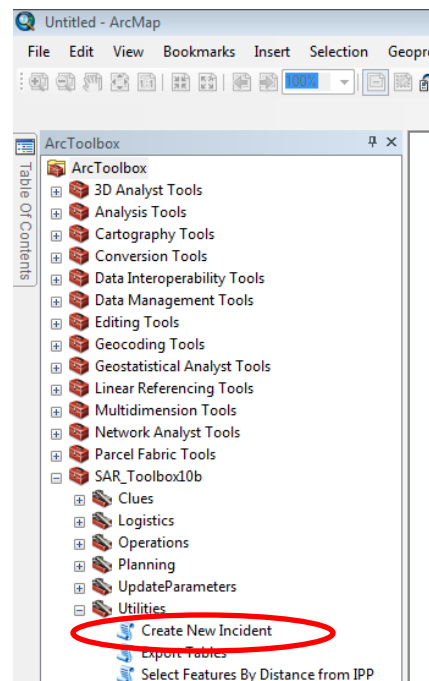 Untitled - ArcMap
File Edit View Bookmarks Insert Selection Geopr
100%
ArcToolbox
Table Of Contents
ArcToolbox
3D Analyst Tools
Analysis Tools
Cartography Tools
Conversion Tools
Data Interoperability Tools
Data Management Tools
Editing Tools
Geocoding Tools
Geostatistical Analyst Tools
Linear Referencing Tools
Multidimension Tools
Network Analyst Tools
Parcel Fabric Tools
SAR_Toolbox10b
Clues
Logistics
Operations
Planning
UpdateParameters
Utilities
Create New Incident
Export Tables
Select Features By Distance from IPP